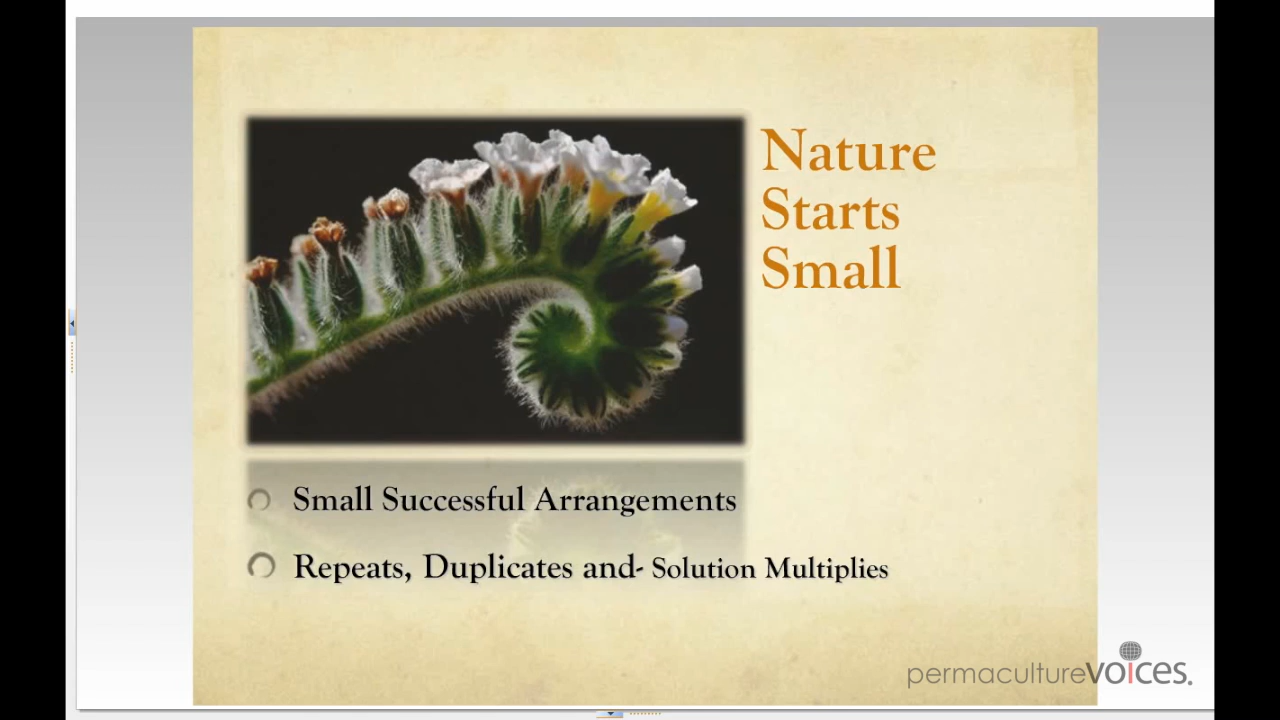 Nature
Starts
Small
Small Successful Arrangements
Repeats, Duplicates and- Solution Multiplies
permacultureVOICES.